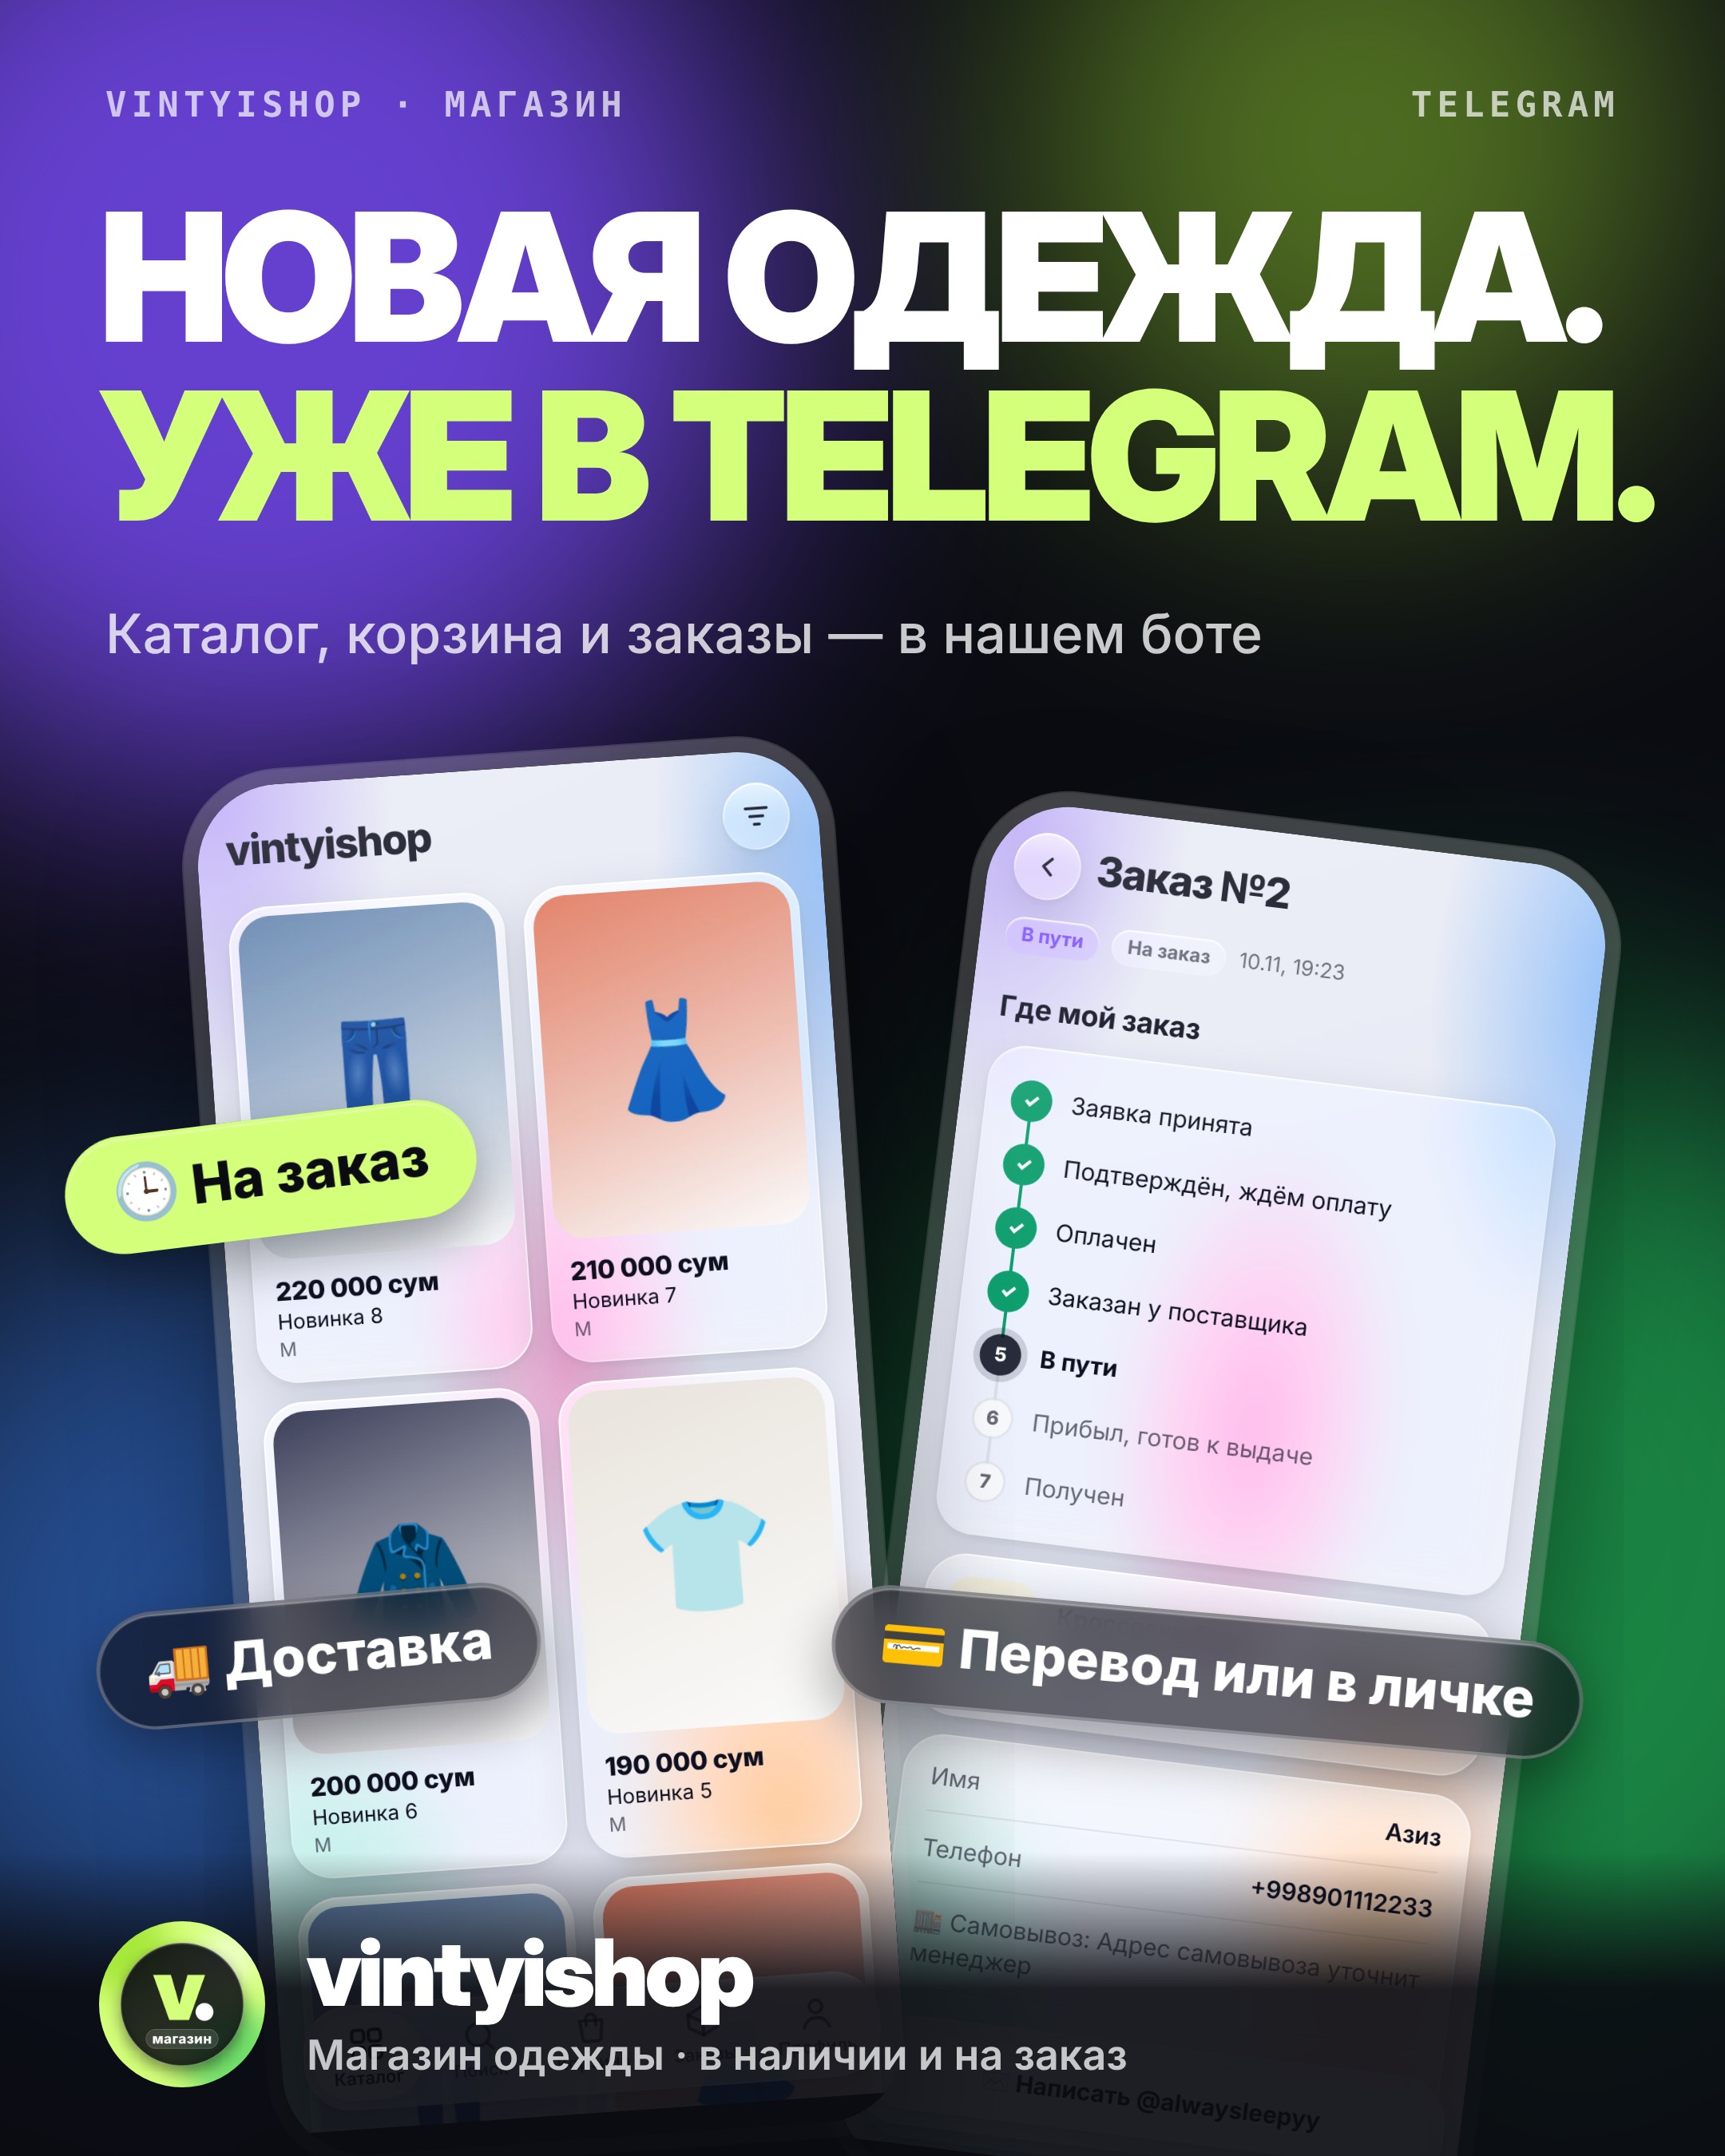 VINTYISHOP · МАГАЗИН
TELEGRAM
НОВАЯ ОДЕЖДА.
УЖЕ В TELEGRAM.
Каталог, корзина и заказы — в нашем боте
vintyishop
🕒 На заказ
220 000 сум
Новинка 8
M
210 000 сум
Новинка 7
M
🚚 Доставка
200 000 сум
Новинка 6
M
190 000 сум
Новинка 5
M
Заказ №2
В пути
На заказ
10.11, 19:23
Где мой заказ
Заявка принята
Подтверждён, ждём оплату
Оплачен
Заказан у поставщика
5 В пути
6 Прибыл, готов к выдаче
7 Получен
💳 Перевод или в личке
Имя
Азиз
Телефон
+998901112233
Самовывоз: Адрес самовывоза уточнит
менеджер
Написать @alwaysleepyy
Каталог
v.
магазин
vintyishop
Магазин одежды · в наличии и на заказ